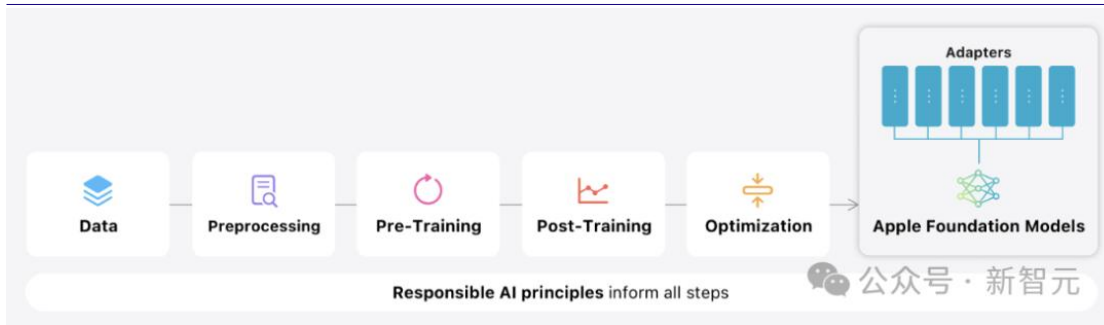 Adapters
Data
Preprocessing
Pre-Training
Post-Training
Optimization
Apple Foundation Models
Responsible AI principles inform all steps
公众号 · 新智元